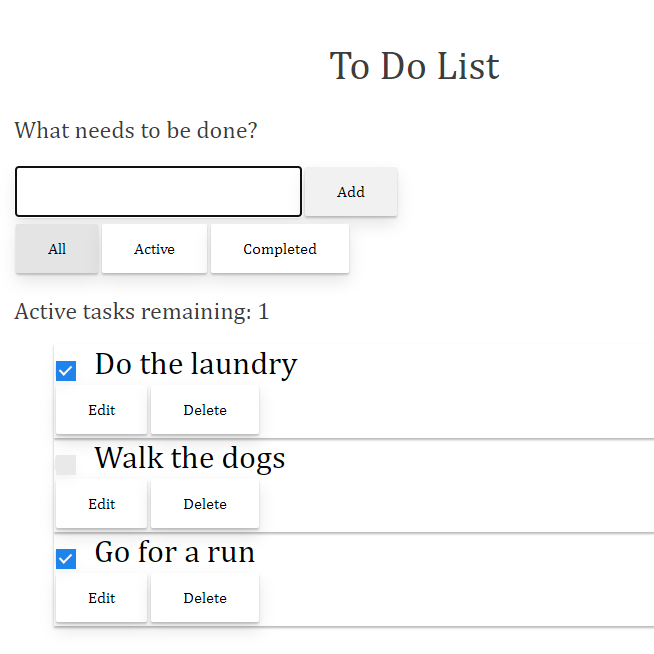 To Do List
What needs to be done?
Add
All Active Completed
Active tasks remaining: 1
Do the laundry
Edit Delete
Walk the dogs
Edit Delete
Go for a run
Edit Delete